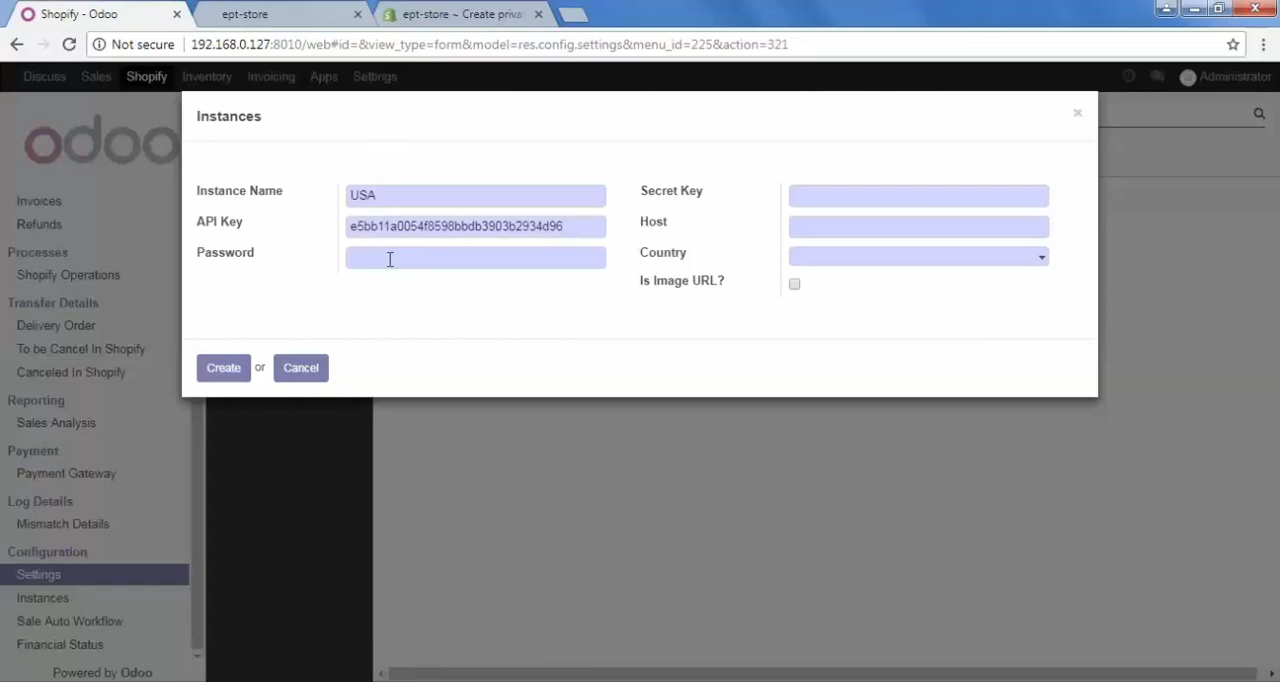 Shopify - Odoo
ept-store
ept-store ~ Create priva
Not secure
192.168.0.127:8010/web#id=&view_type=form&model=res.config.settings&menu_id=225&action=321
Discuss Sales Shopify Inventory Invoicing Apps Settings
Administrator
odoo
Invoices
Refunds
Processes
Shopify Operations
Transfer Details
Delivery Order
To be Cancel In Shopify
Canceled In Shopify
Reporting
Sales Analysis
Payment
Payment Gateway
Log Details
Mismatch Details
Configuration
Settings
Instances
Sale Auto Workflow
Financial Status
Powered by Odoo
Instances
Instance Name USA
API Key e5bb11a0054f8598bbdb3903b2934d96
Password
Secret Key
Host
Country
Is Image URL?
Create or Cancel